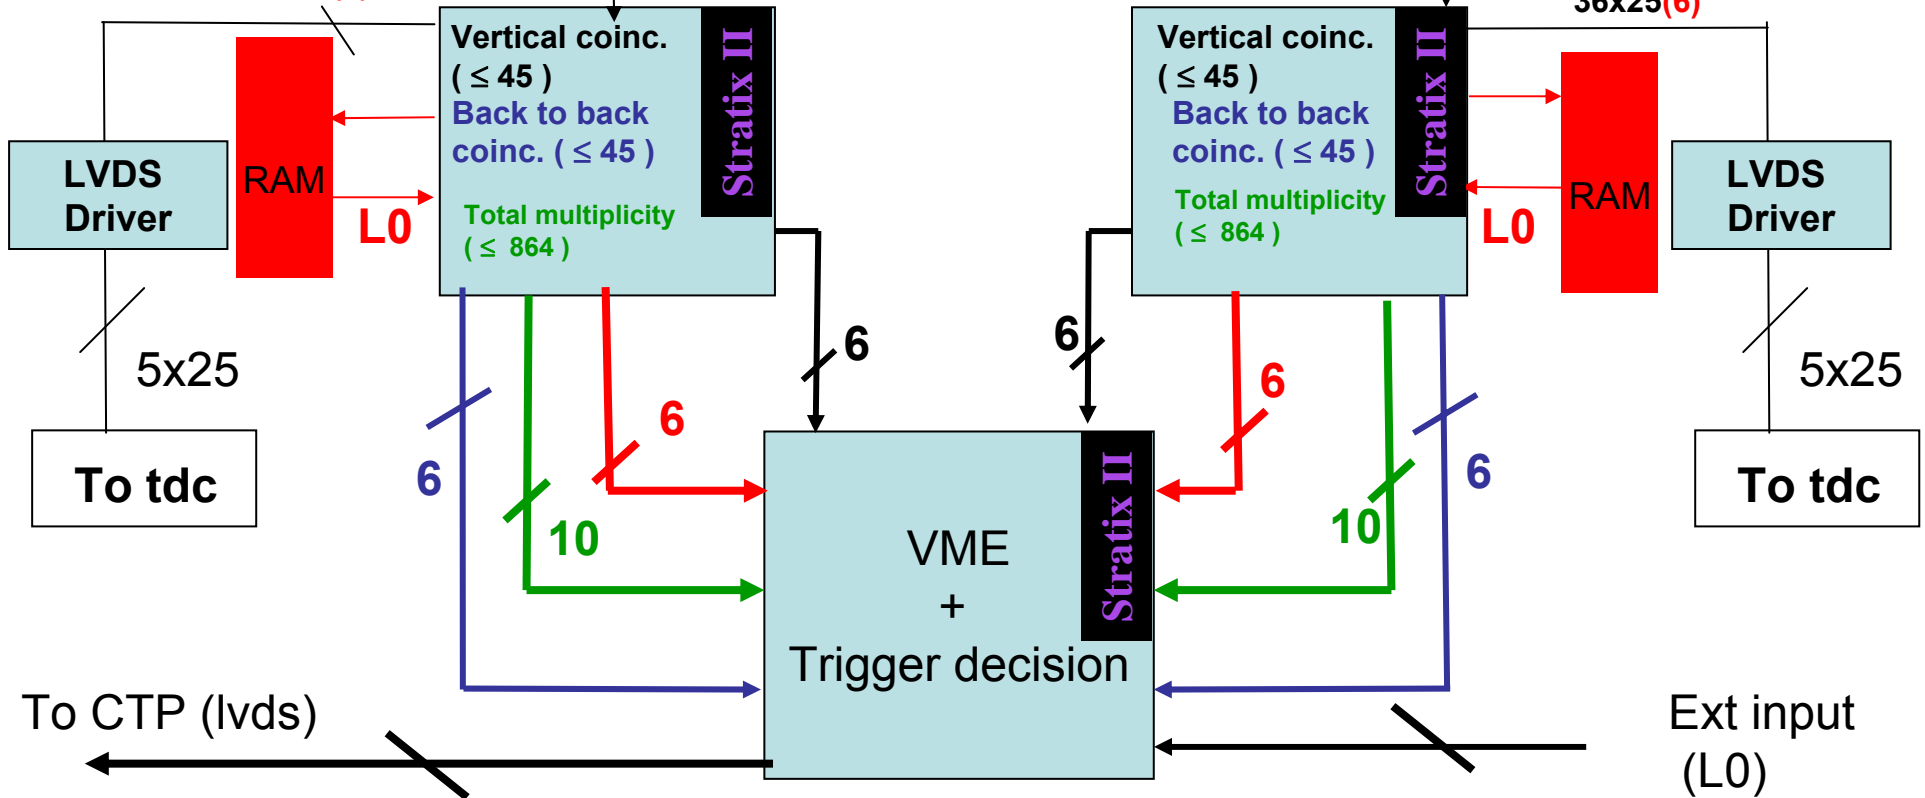 36x25(6)
Vertical coinc.
( ≤ 45 )
Back to back
coinc. ( ≤ 45 )
Total multiplicity
( ≤ 864 )
Stratix II
Vertical coinc.
( ≤ 45 )
Back to back
coinc. ( ≤ 45 )
Total multiplicity
( ≤ 864 )
Stratix II
LVDS
Driver
RAM
L0
L0
RAM
LVDS
Driver
5x25
6
6
5x25
6
6
To tdc
6
10
10
6
To tdc
VME
+
Trigger decision
Stratix II
To CTP (lvds)
Ext input
(L0)